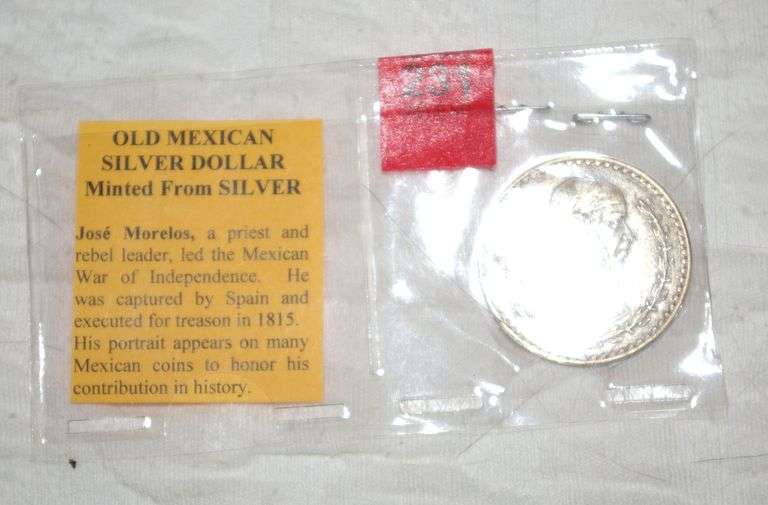 OLD MEXICAN
SILVER DOLLAR
Minted From SILVER
José Morelos, a priest and
rebel leader, led the Mexican
War of Independence. He
was captured by Spain and
executed for treason in 1815.
His portrait appears on many
Mexican coins to honor his
contribution in history.